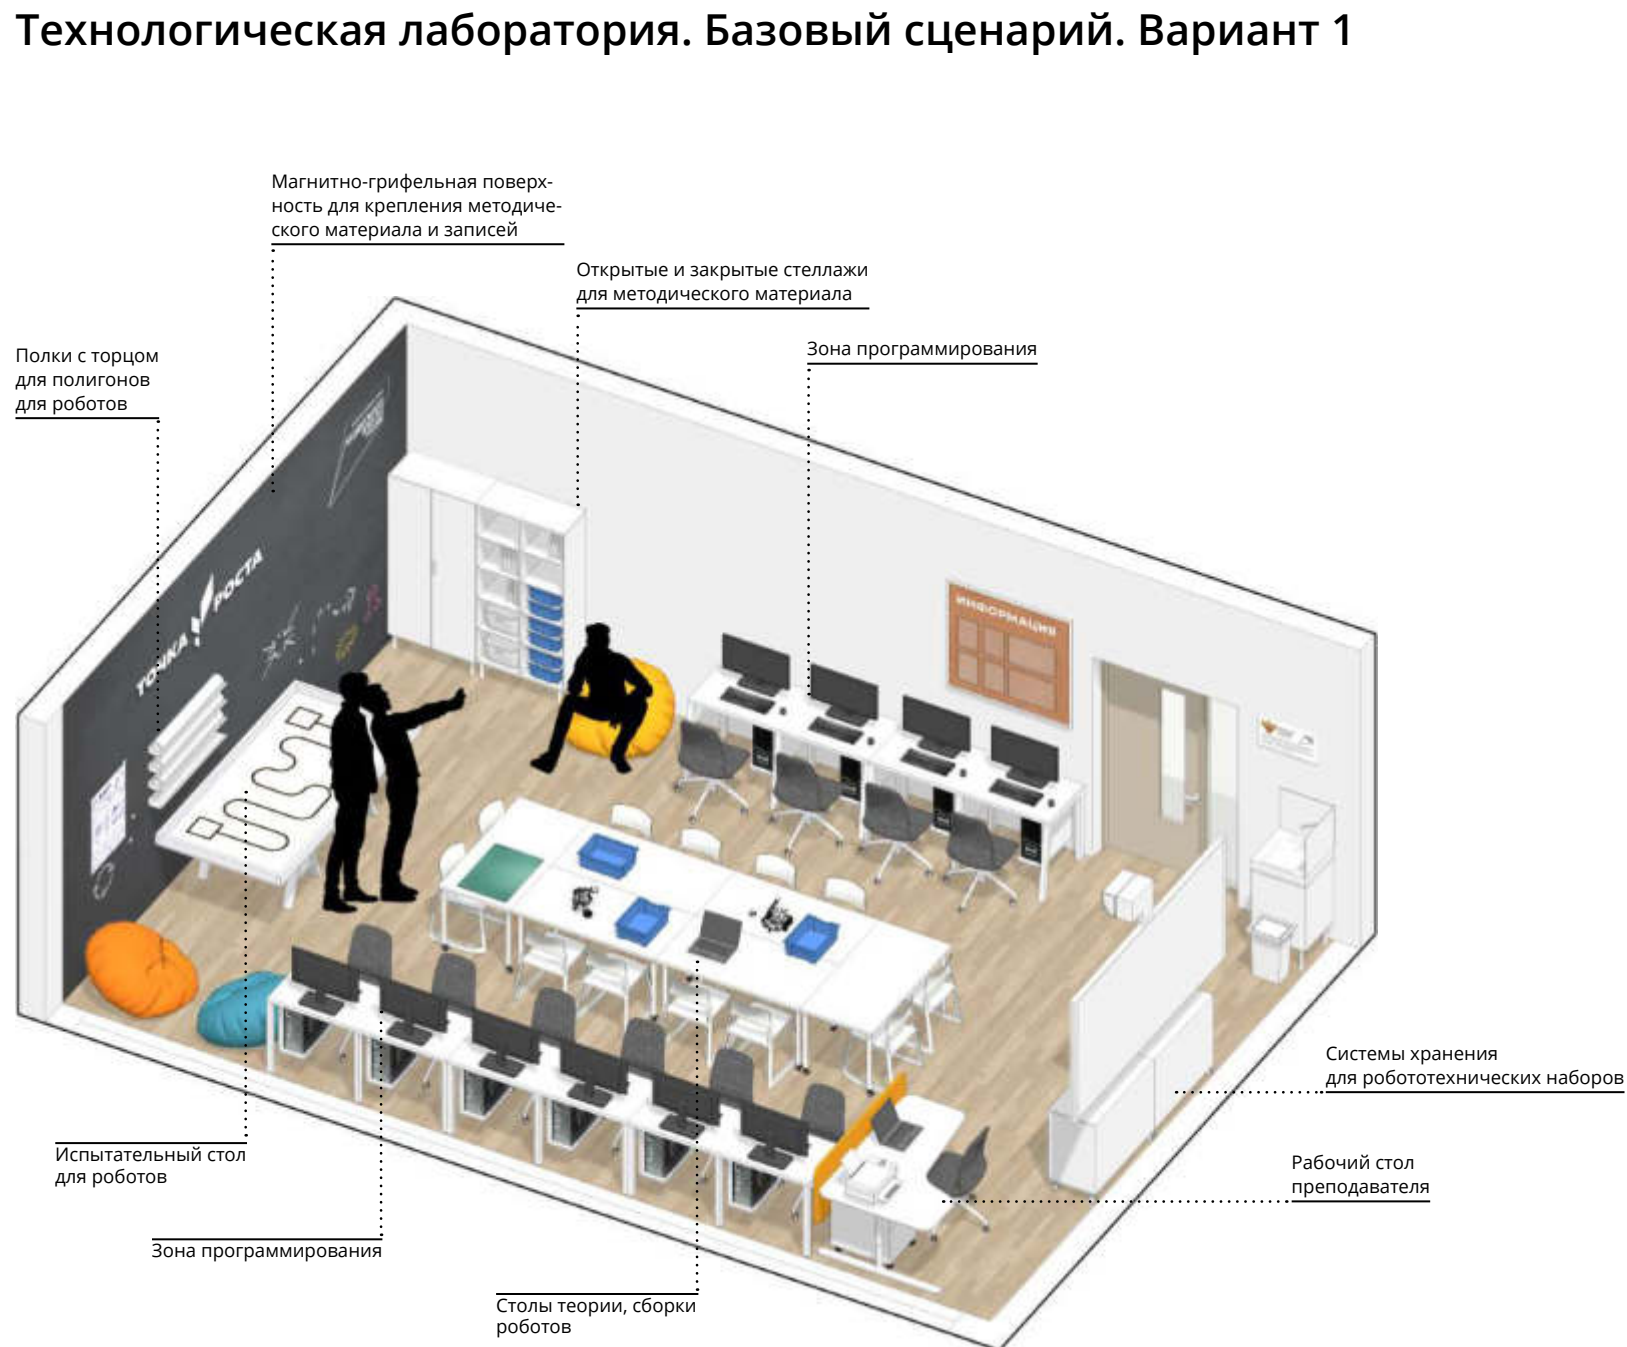 Технологическая лаборатория. Базовый сценарий. Вариант 1
Магнитно-грифельная поверх-
ность для крепления методиче-
ского материала и записей
Открытые и закрытые стеллажи
для методического материала
Зона программирования
Полки с торцом
для полигонов
для роботов
ТОЧКА РОСТА
ИНФОРМАЦИЯ
Системы хранения
для робототехнических наборов
Рабочий стол
преподавателя
Испытательный стол
для роботов
Зона программирования
Столы теории, сборки
роботов